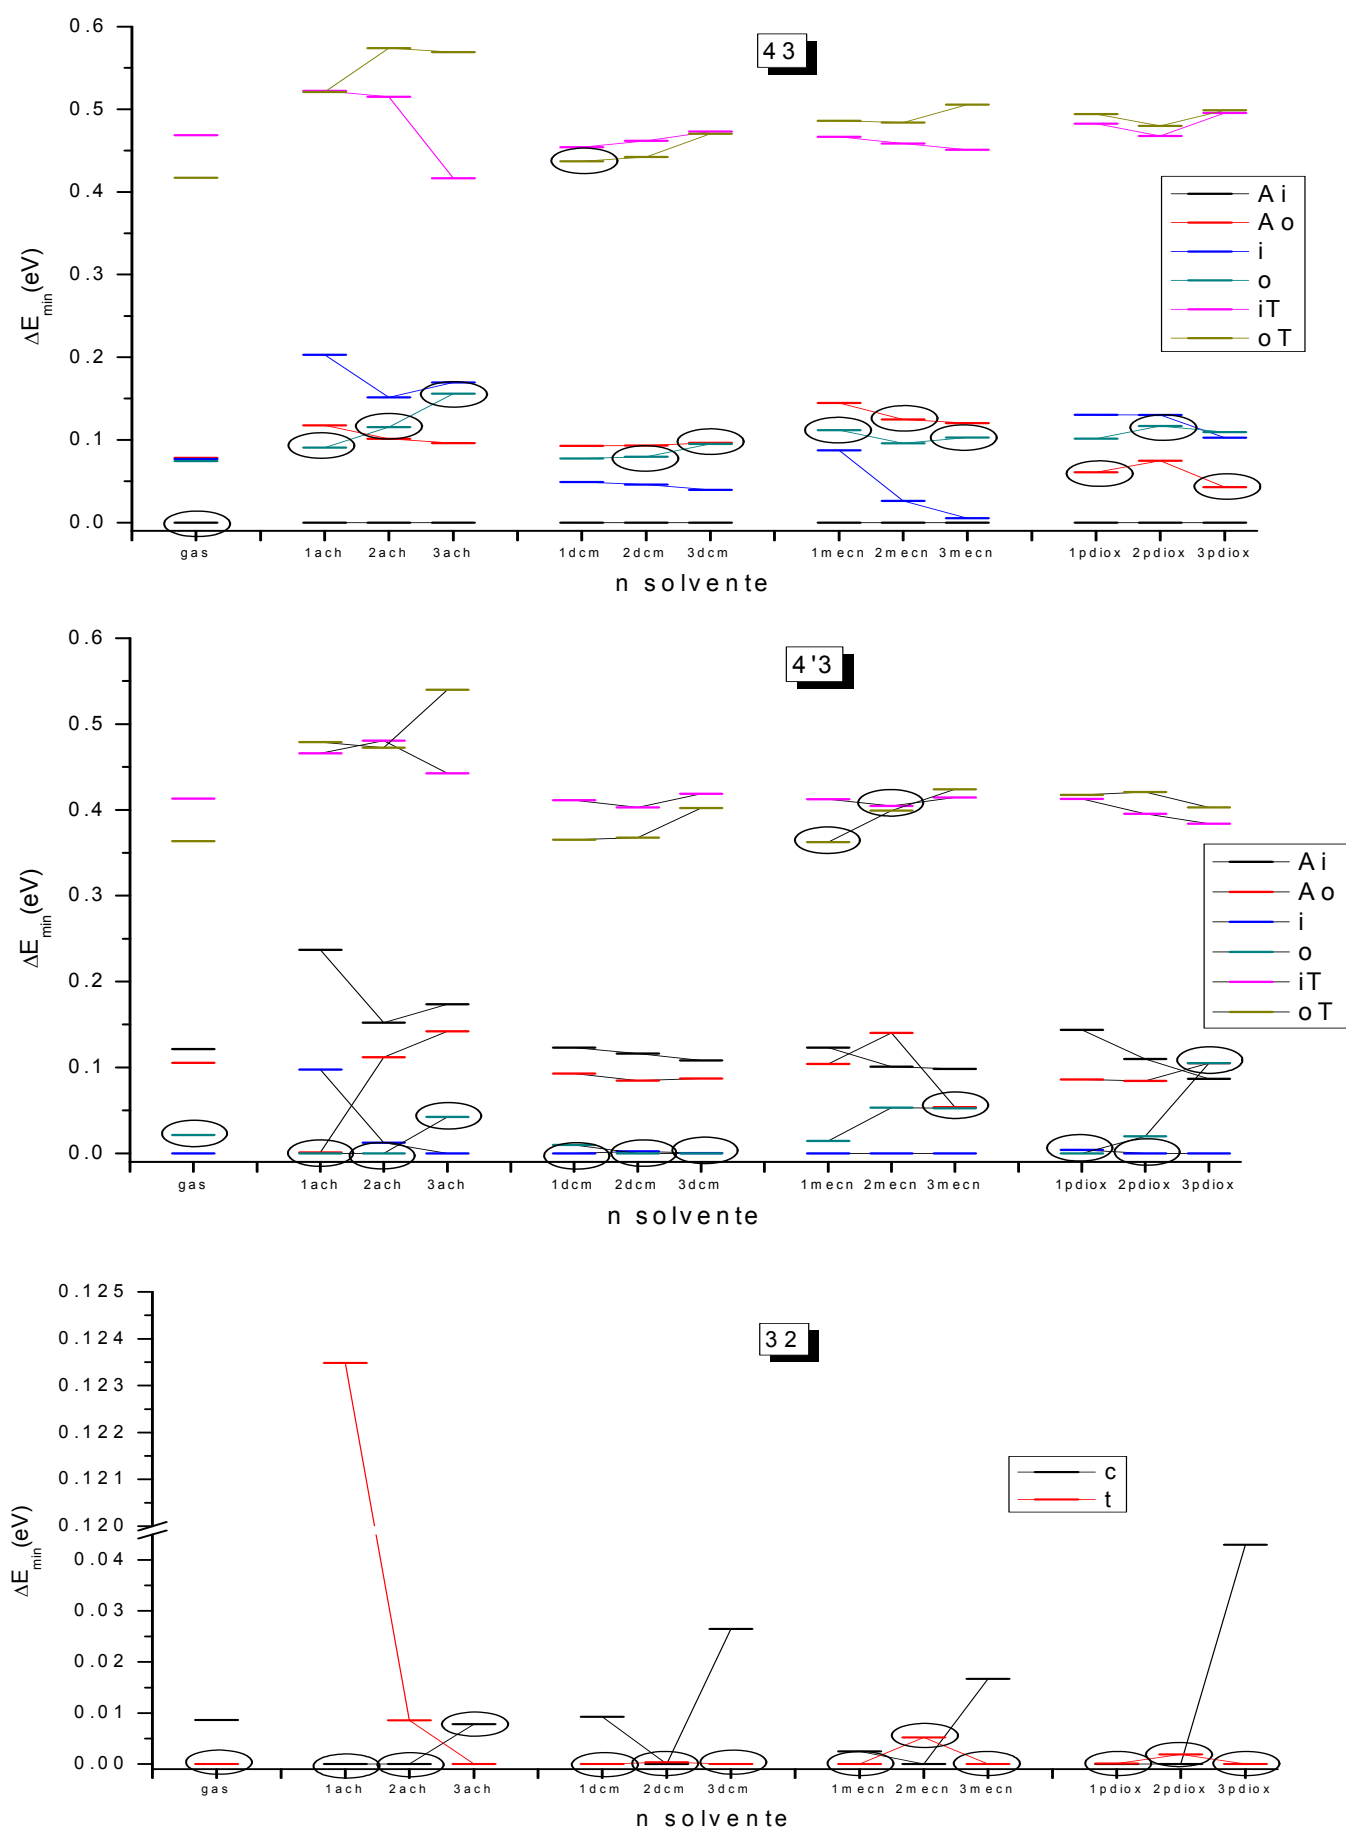 0.6
0.5
0.4
0.3
0.2
0.1
0.0
ΔE_min(eV)
43
Ai
Ao
i
o
iT
oT
gas 1ach 2ach 3ach 1dcm 2dcm 3dcm 1mecn 2mecn 3mecn 1pdiox 2pdiox 3pdiox
n solvente
0.6
0.5
0.4
0.3
0.2
0.1
0.0
ΔE_min(eV)
4'3
Ai
Ao
i
o
iT
oT
gas 1ach 2ach 3ach 1dcm 2dcm 3dcm 1mecn 2mecn 3mecn 1pdiox 2pdiox 3pdiox
n solvente
0.125
0.124
0.123
0.122
0.121
0.120
0.04
0.03
0.02
0.01
0.00
ΔE_min(eV)
32
c
t
gas 1ach 2ach 3ach 1dcm 2dcm 3dcm 1mecn 2mecn 3mecn 1pdiox 2pdiox 3pdiox
n solvente